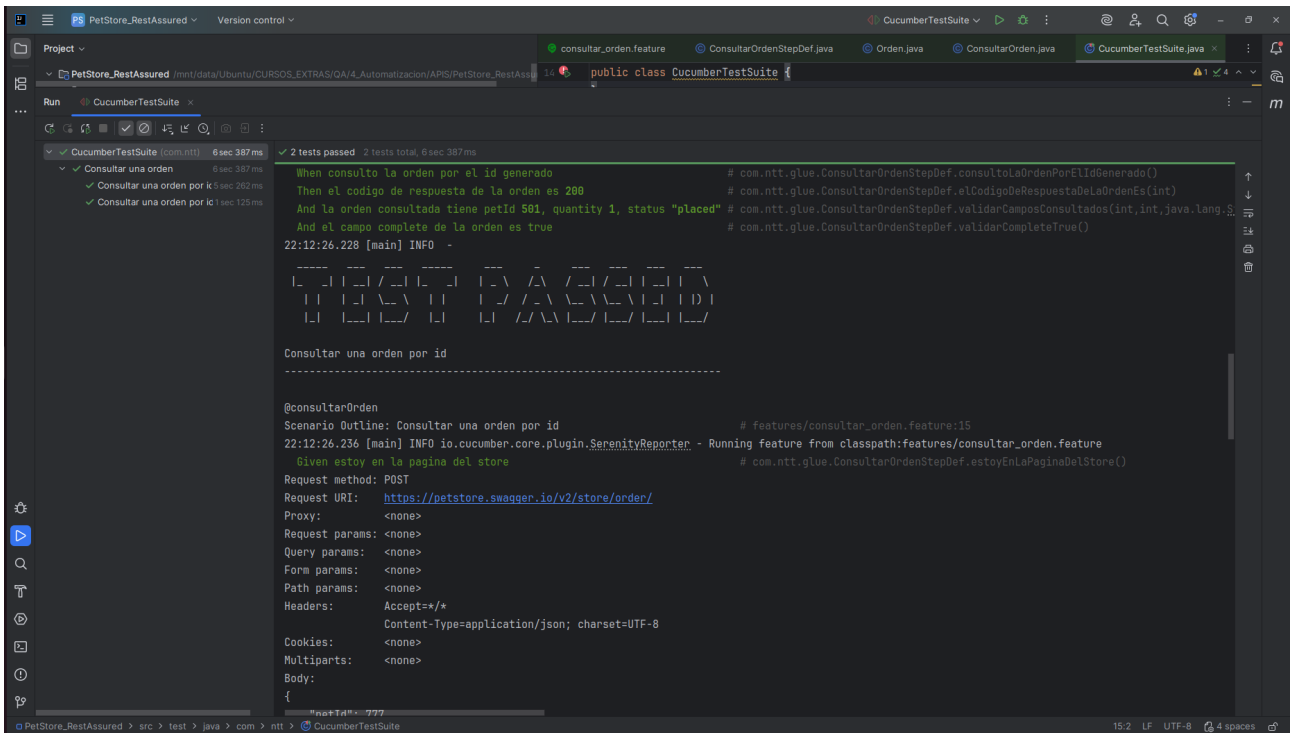 PS PetStore_RestAssured Version control CucumberTestSuite
Project consultar_orden.feature ConsultarOrdenStepDef.java Orden.java ConsultarOrden.java CucumberTestSuite.java
PetStore_RestAssured /mnt/data/Ubuntu/CURSOS_EXTRAS/QA/4_Automatizacion/APIS/PetStore_RestAssu 14 public class CucumberTestSuite { 1 4
Run CucumberTestSuite
CucumberTestSuite (com.ntt) 6 sec 387 ms 2 tests passed 2 tests total, 6 sec 387 ms
Consultar una orden 6 sec 387 ms
Consultar una orden por ic 5 sec 262 ms
Consultar una orden por ic 1 sec 125 ms
When consulto la orden por el id generado # com.ntt.glue.ConsultarOrdenStepDef.consultoLaOrdenPorElIdGenerado()
Then el codigo de respuesta de la orden es 200 # com.ntt.glue.ConsultarOrdenStepDef.elCodigoDeRespuestaDeLaOrdenEs(int)
And la orden consultada tiene petId 501, quantity 1, status "placed" # com.ntt.glue.ConsultarOrdenStepDef.validarCamposConsultados(int,int,java.lang.S
And el campo complete de la orden es true # com.ntt.glue.ConsultarOrdenStepDef.validarCompleteTrue()
22:12:26.228 [main] INFO -
TEST PASSED
Consultar una orden por id
---------------------------------------------------------------------
@consultarOrden
Scenario Outline: Consultar una orden por id # features/consultar_orden.feature:15
22:12:26.236 [main] INFO io.cucumber.core.plugin.SerenityReporter - Running feature from classpath:features/consultar_orden.feature
Given estoy en la pagina del store # com.ntt.glue.ConsultarOrdenStepDef.estoyEnLaPaginaDelStore()
Request method: POST
Request URI: https://petstore.swagger.io/v2/store/order/
Proxy: <none>
Request params: <none>
Query params: <none>
Form params: <none>
Path params: <none>
Headers: Accept=*/*
Content-Type=application/json; charset=UTF-8
Cookies: <none>
Multiparts: <none>
Body:
{
"petId": 777
PetStore_RestAssured > src > test > java > com > ntt > CucumberTestSuite 15:2 LF UTF-8 4 spaces